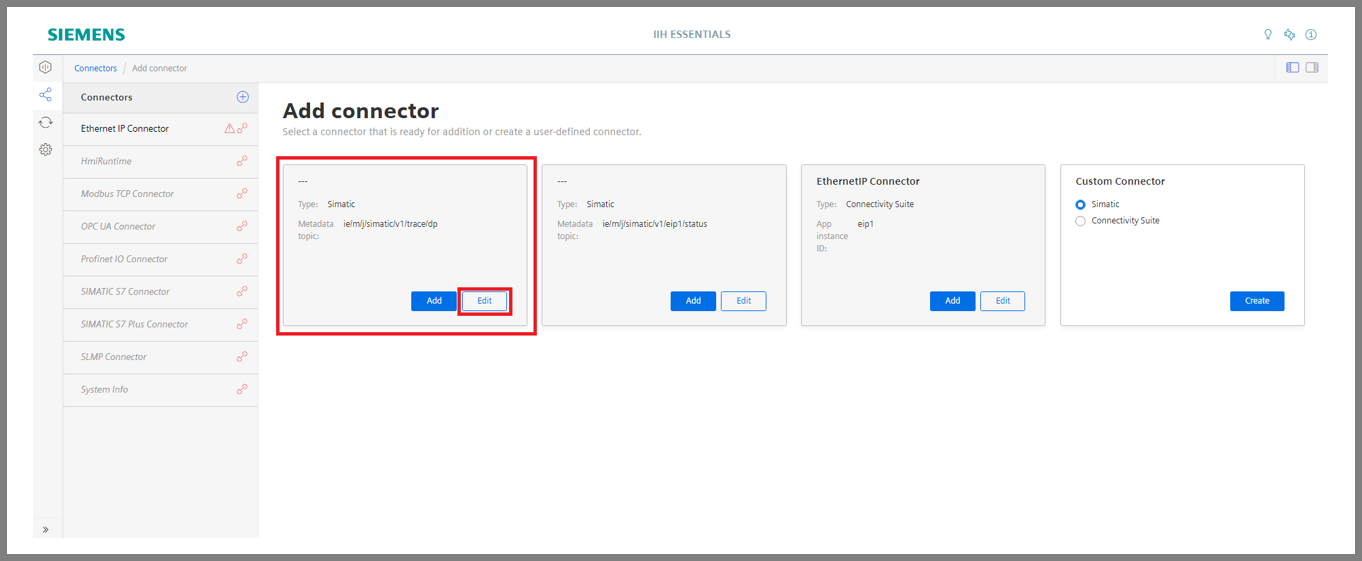 SIEMENS
IIH ESSENTIALS
Connectors / Add connector
Connectors
Ethernet IP Connector
HmiRuntime
Modbus TCP Connector
OPC UA Connector
Profinet IO Connector
SIMATIC S7 Connector
SIMATIC S7 Plus Connector
SLMP Connector
System Info
Add connector
Select a connector that is ready for addition or create a user-defined connector.
---
Type: Simatic
Metadata topic: ie/m/j/simatic/v1/trace/dp
Add Edit
---
Type: Simatic
Metadata topic: ie/m/j/simatic/v1/eip1/status
Add Edit
EthernetIP Connector
Type: Connectivity Suite
App instance ID: eip1
Add Edit
Custom Connector
Simatic
Connectivity Suite
Create